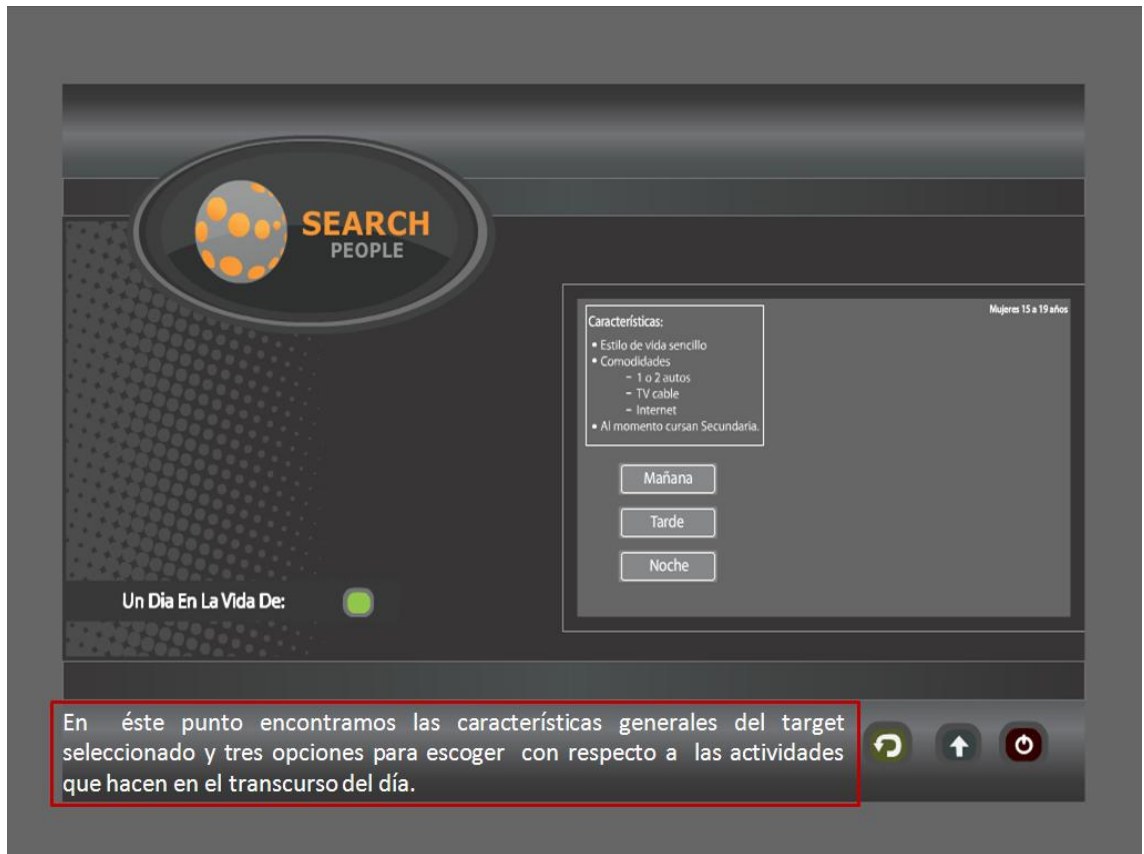 SEARCH
PEOPLE
Mujeres 15 a 19 años
Características:
• Estilo de vida sencillo
• Comodidades
– 1 o 2 autos
– TV cable
– Internet
• Al momento cursan Secundaria.
Mañana
Tarde
Noche
Un Dia En La Vida De:
En éste punto encontramos las características generales del target
seleccionado y tres opciones para escoger con respecto a las actividades
que hacen en el transcurso del día.